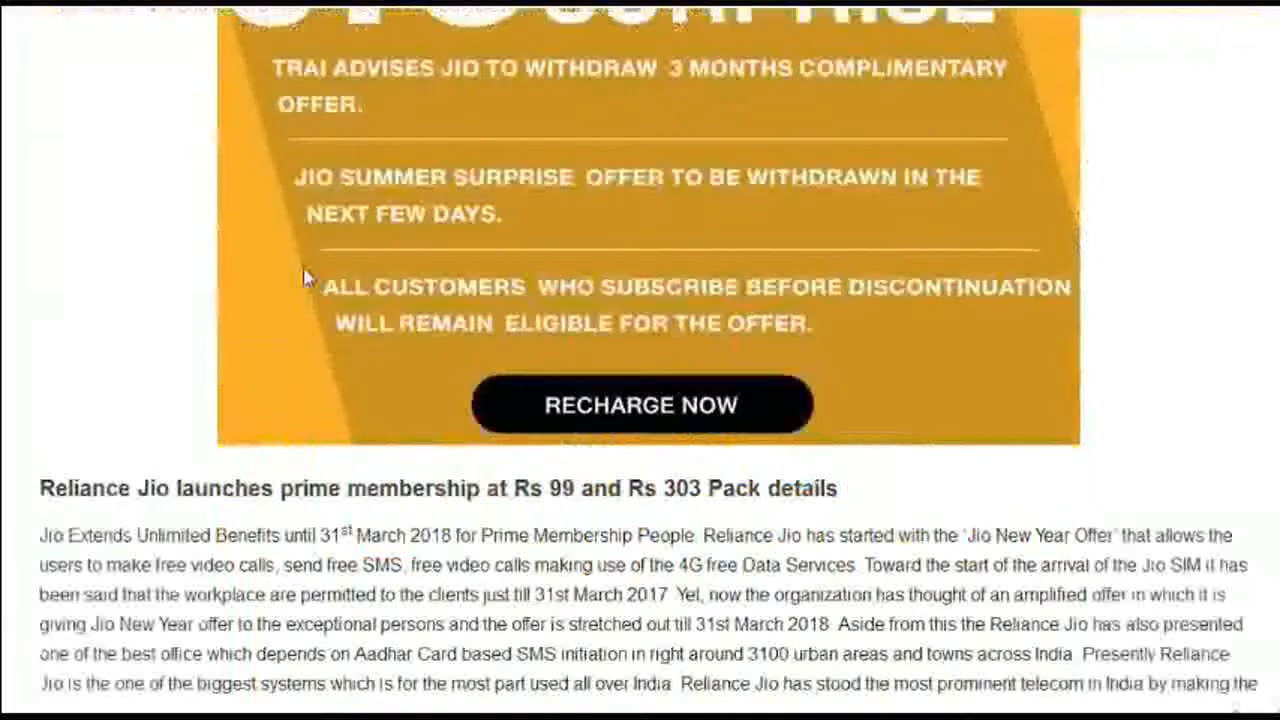 SURPRISE
TRAI ADVISES JIO TO WITHDRAW 3 MONTHS COMPLIMENTARY
OFFER.
JIO SUMMER SURPRISE OFFER TO BE WITHDRAWN IN THE
NEXT FEW DAYS.
ALL CUSTOMERS WHO SUBSCRIBE BEFORE DISCONTINUATION
WILL REMAIN ELIGIBLE FOR THE OFFER.
RECHARGE NOW
Reliance Jio launches prime membership at Rs 99 and Rs 303 Pack details
Jio Extends Unlimited Benefits until 31st March 2018 for Prime Membership People. Reliance Jio has started with the 'Jio New Year Offer' that allows the
users to make free video calls, send free SMS, free video calls making use of the 4G free Data Services. Toward the start of the arrival of the Jio SIM it has
been said that the workplace are permitted to the clients just till 31st March 2017. Yet, now the organization has thought of an amplified offer in which it is
giving Jio New Year offer to the exceptional persons and the offer is stretched out till 31st March 2018. Aside from this the Reliance Jio has also presented
one of the best office which depends on Aadhar Card based SMS initiation in right around 3100 urban areas and towns across India. Presently Reliance
Jio is the one of the biggest systems which is for the most part used all over India. Reliance Jio has stood the most prominent telecom in India by making the